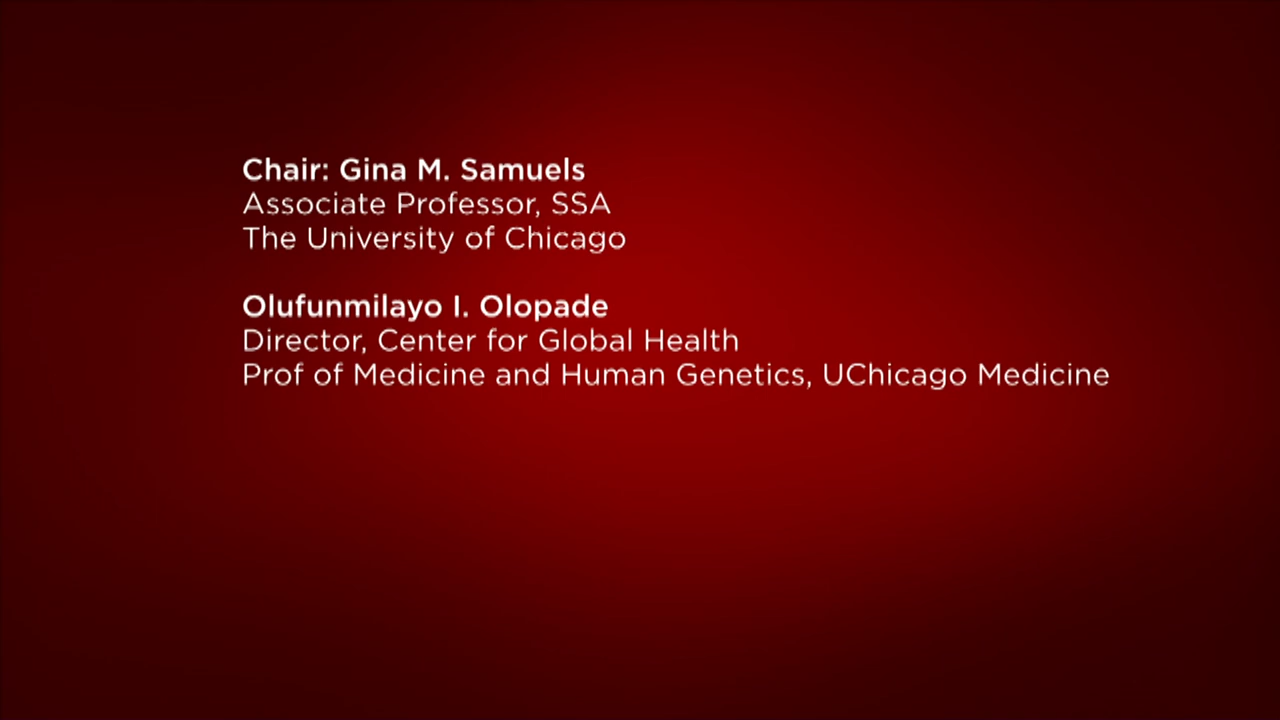 Chair: Gina M. Samuels
Associate Professor, SSA
The University of Chicago
Olufunmilayo I. Olopade
Director, Center for Global Health
Prof of Medicine and Human Genetics, UChicago Medicine